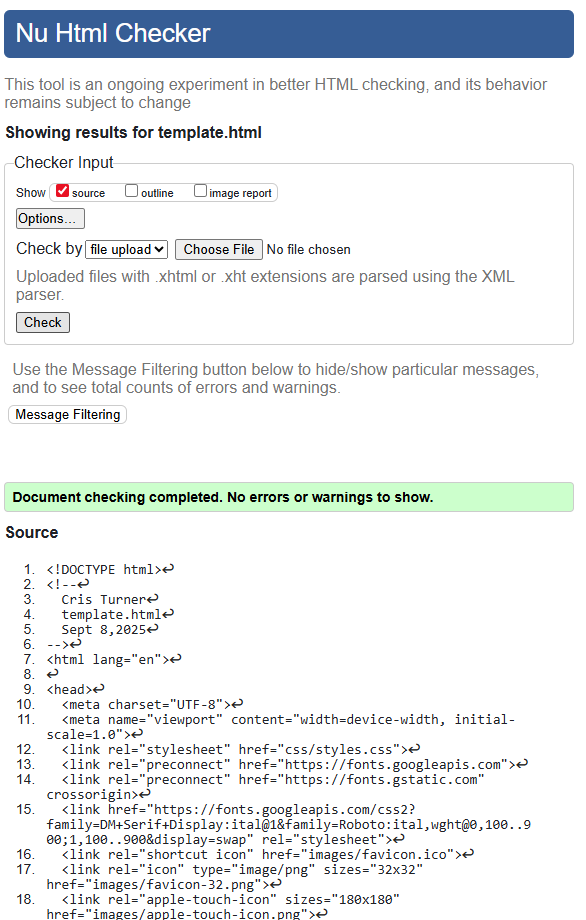 Nu Html Checker
This tool is an ongoing experiment in better HTML checking, and its behavior
remains subject to change
Showing results for template.html
Checker Input
Show source outline image report
Options...
Check by file upload Choose File No file chosen
Uploaded files with .xhtml or .xht extensions are parsed using the XML
parser.
Check
Use the Message Filtering button below to hide/show particular messages,
and to see total counts of errors and warnings.
Message Filtering
Document checking completed. No errors or warnings to show.
Source
1. <!DOCTYPE html>↩
2. <!--↩
3.   Cris Turner↩
4.   template.html↩
5.   Sept 8,2025↩
6. -->↩
7. <html lang="en">↩
8. ↩
9. <head>↩
10.   <meta charset="UTF-8">↩
11.   <meta name="viewport" content="width=device-width, initial-
scale=1.0">↩
12.   <link rel="stylesheet" href="css/styles.css">↩
13.   <link rel="preconnect" href="https://fonts.googleapis.com">↩
14.   <link rel="preconnect" href="https://fonts.gstatic.com"
crossorigin>↩
15.   <link href="https://fonts.googleapis.com/css2?
family=DM+Serif+Display:ital@1&family=Roboto:ital,wght@0,100..9
00;1,100..900&display=swap" rel="stylesheet">↩
16.   <link rel="shortcut icon" href="images/favicon.ico">↩
17.   <link rel="icon" type="image/png" sizes="32x32"
href="images/favicon-32.png">↩
18.   <link rel="apple-touch-icon" sizes="180x180"
href="images/apple-touch-icon.png">↩